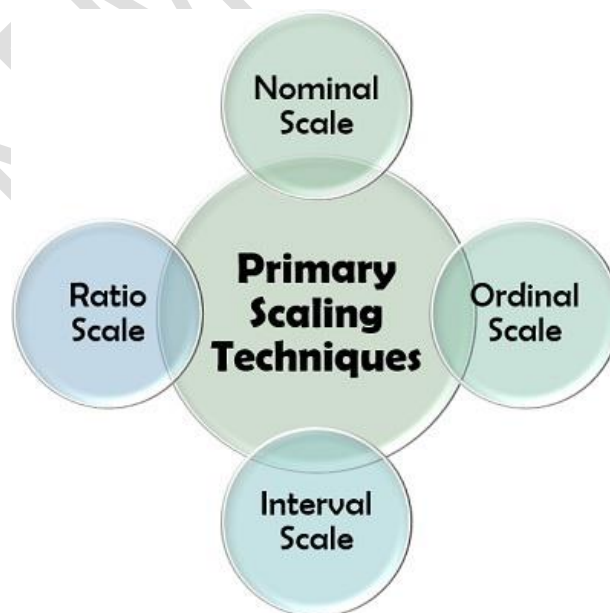 Nominal
Scale
Primary
Scaling
Techniques
Ratio
Scale
Ordinal
Scale
Interval
Scale